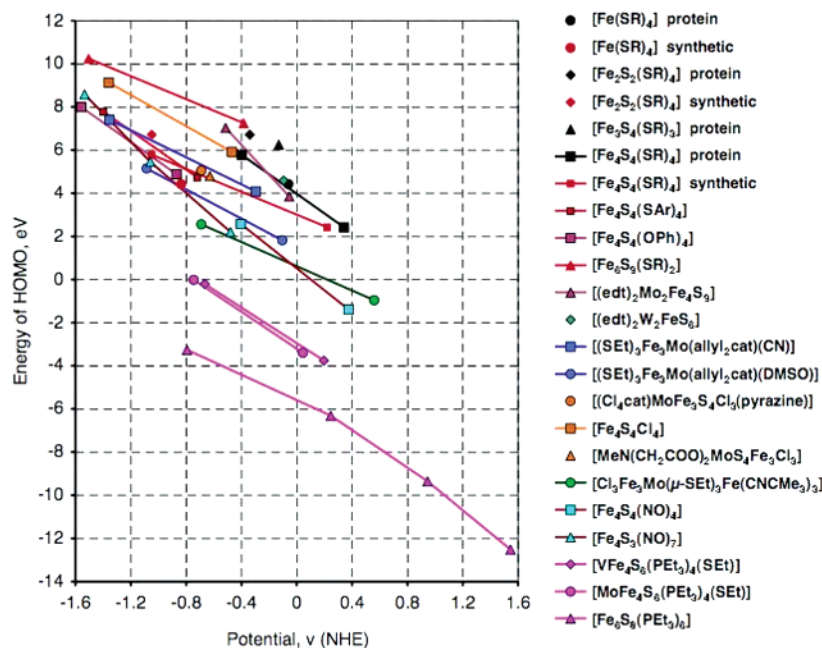 Energy of HOMO, eV
12
10
8
6
4
2
0
-2
-4
-6
-8
-10
-12
-14
-1.6 -1.2 -0.8 -0.4 0 0.4 0.8 1.2 1.6
Potential, v (NHE)
[Fe(SR)₄] protein
[Fe(SR)₄] synthetic
[Fe₂S₂(SR)₄] protein
[Fe₂S₂(SR)₄] synthetic
[Fe₃S₄(SR)₃] protein
[Fe₄S₄(SR)₄] protein
[Fe₄S₄(SR)₄] synthetic
[Fe₄S₄(SAr)₄]
[Fe₄S₄(OPh)₄]
[Fe₆S₉(SR)₂]
[(edt)₂Mo₂Fe₄S₉]
[(edt)₂W₂FeS₆]
[(SEt)₃Fe₃Mo(allyl₂cat)(CN)]
[(SEt)₃Fe₃Mo(allyl₂cat)(DMSO)]
[(Cl₄cat)MoFe₃S₄Cl₃(pyrazine)]
[Fe₄S₄Cl₄]
[MeN(CH₂COO)₂MoS₄Fe₃Cl₃]
[Cl₃Fe₃Mo(μ-SEt)₃Fe(CNCMe₃)₃]
[Fe₄S₄(NO)₄]
[Fe₄S₃(NO)₇]
[VFe₄S₆(PEt₃)₄(SEt)]
[MoFe₄S₆(PEt₃)₄(SEt)]
[Fe₆S₈(PEt₃)₆]